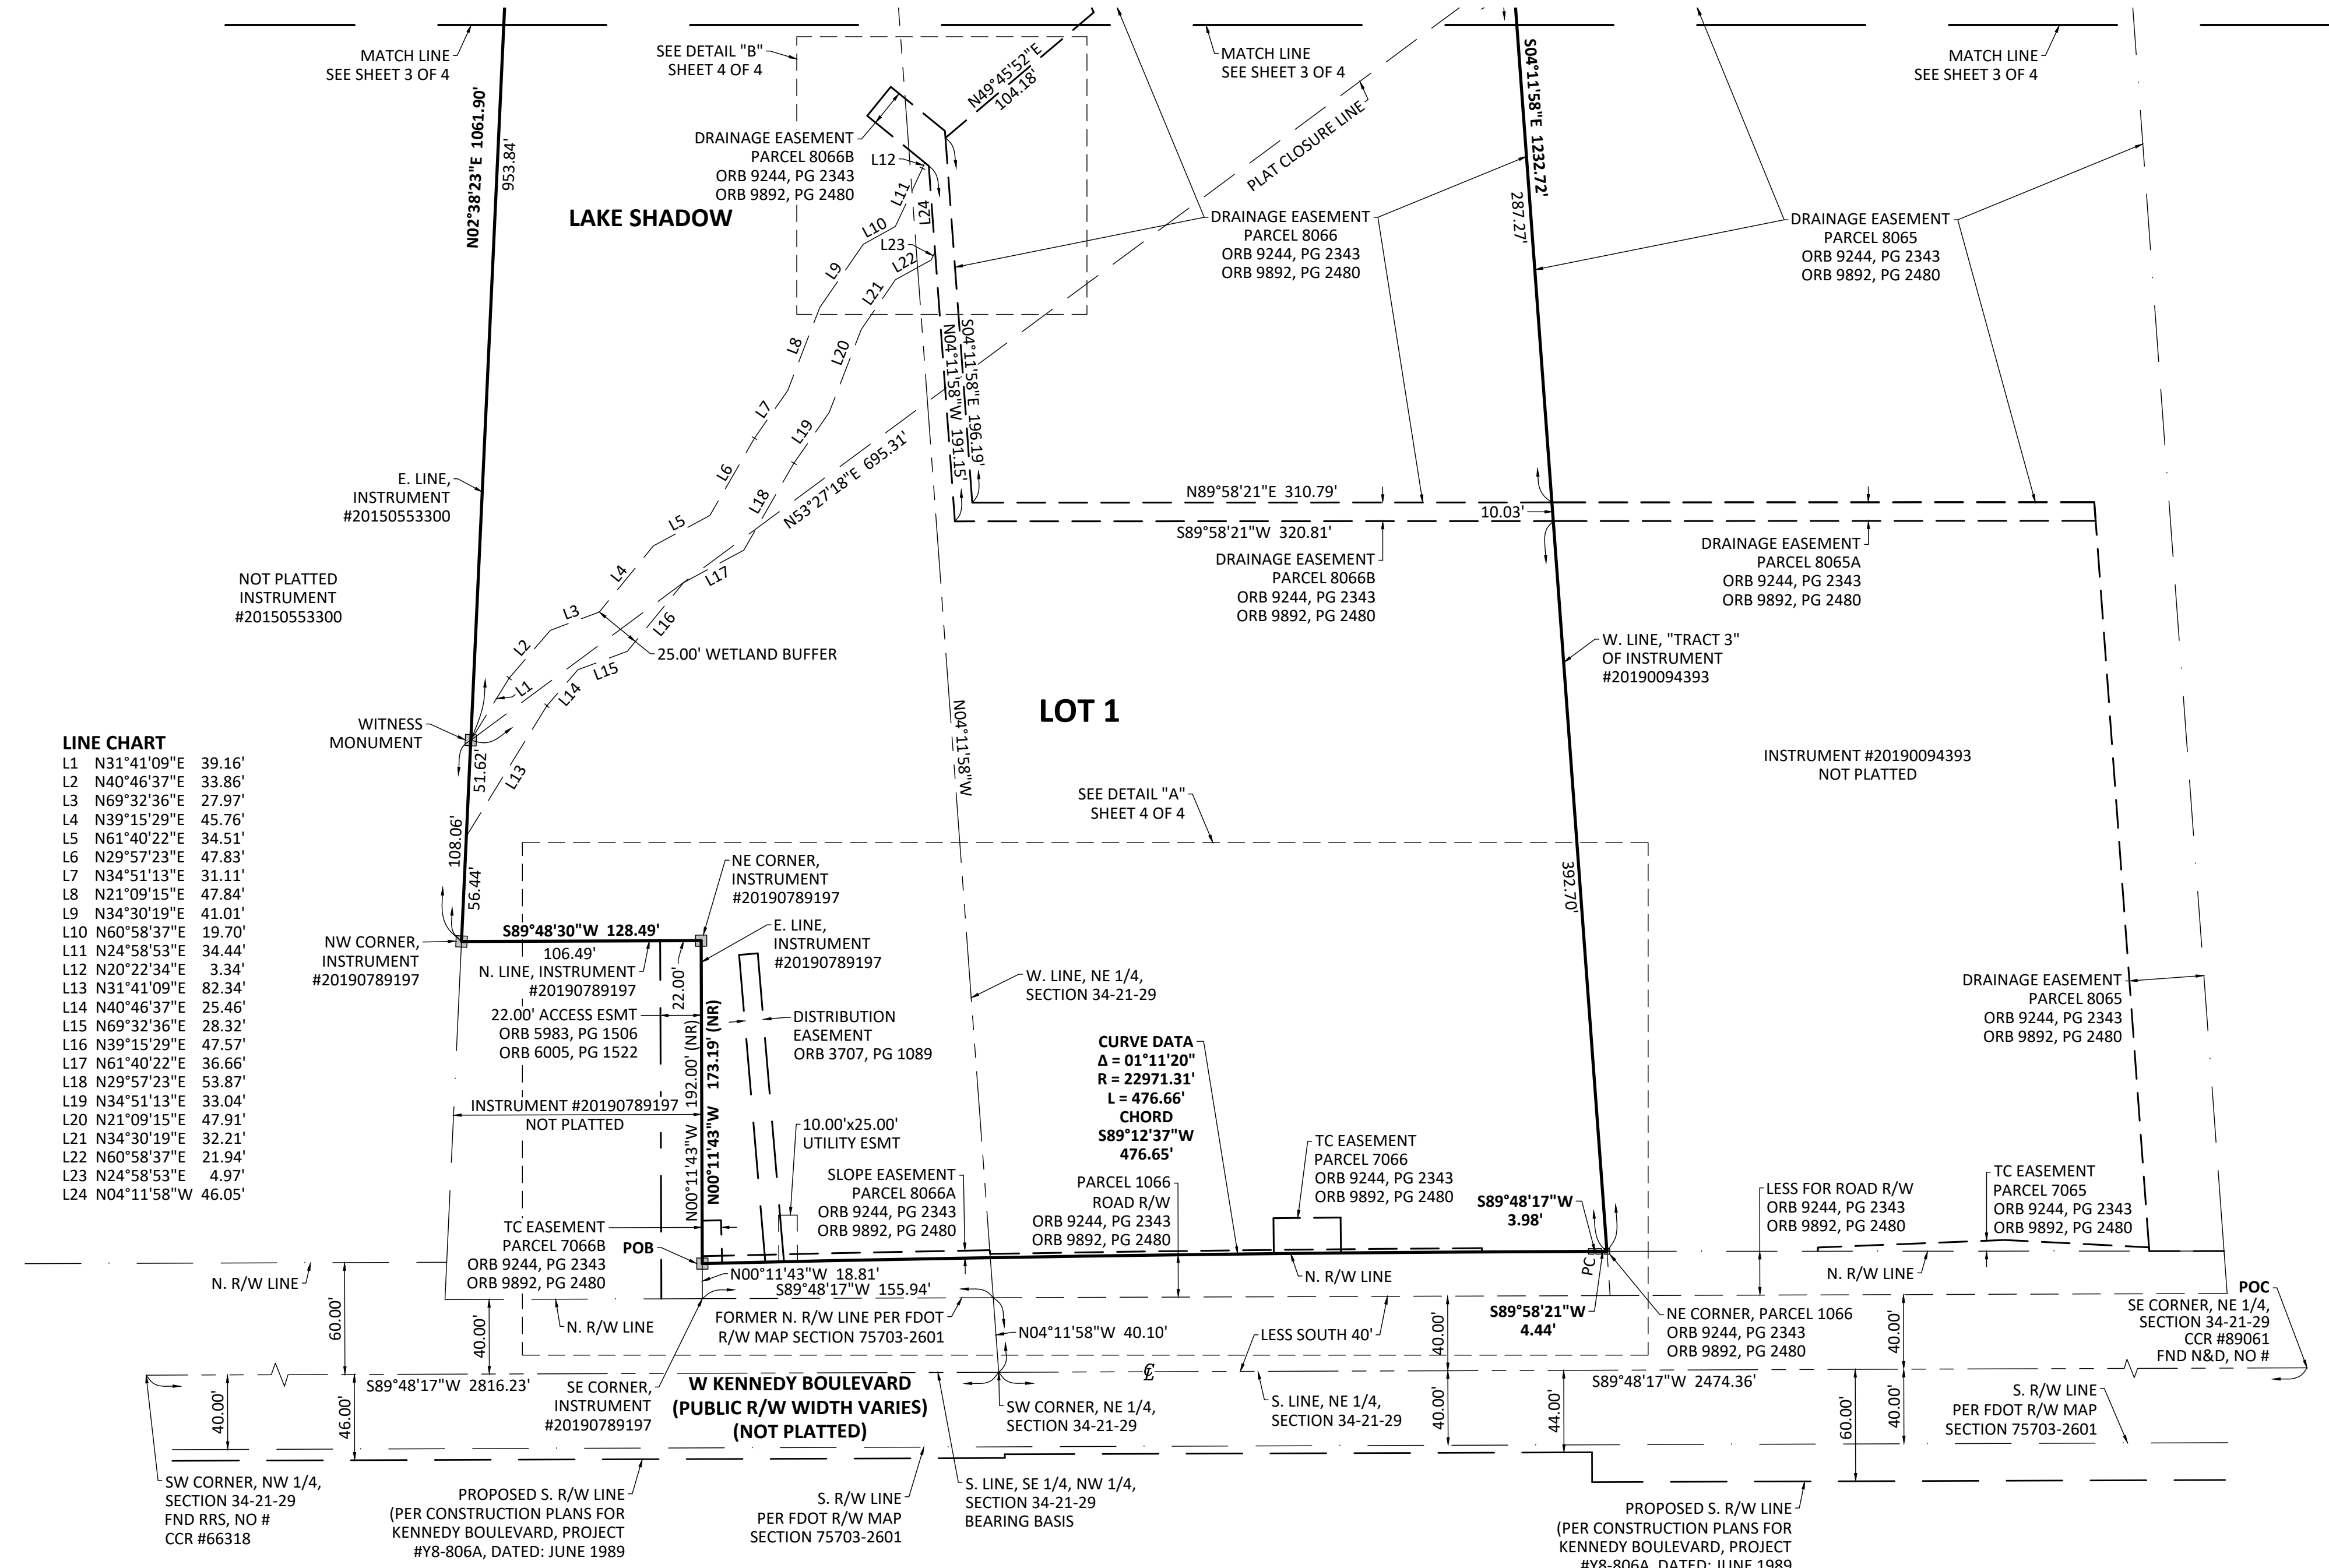 MATCH LINE
SEE SHEET 3 OF 4
SEE DETAIL "B"
SHEET 4 OF 4
MATCH LINE
SEE SHEET 3 OF 4
MATCH LINE
SEE SHEET 3 OF 4
N02°38'23"E 1061.90'
953.84'
N49°45'52"E
104.18'
PLAT CLOSURE LINE
S04°11'58"E 1232.72'
287.27'
DRAINAGE EASEMENT
PARCEL 8066B
ORB 9244, PG 2343
ORB 9892, PG 2480
L12
L11
L24
L10
L23
L22
L9
L21
L8
L20
L7
L19
L6
L18
L5
L4
L17
L3
L16
L2
L15
L1
L14
L13
LAKE SHADOW
DRAINAGE EASEMENT
PARCEL 8066
ORB 9244, PG 2343
ORB 9892, PG 2480
DRAINAGE EASEMENT
PARCEL 8065
ORB 9244, PG 2343
ORB 9892, PG 2480
S04°11'58"E 196.19'
N04°11'58"W 191.15'
N53°27'18"E 695.31'
E. LINE,
INSTRUMENT
#20150553300
N89°58'21"E 310.79'
10.03'
S89°58'21"W 320.81'
DRAINAGE EASEMENT
PARCEL 8066B
ORB 9244, PG 2343
ORB 9892, PG 2480
DRAINAGE EASEMENT
PARCEL 8065A
ORB 9244, PG 2343
ORB 9892, PG 2480
NOT PLATTED
INSTRUMENT
#20150553300
25.00' WETLAND BUFFER
W. LINE, "TRACT 3"
OF INSTRUMENT
#20190094393
LOT 1
N04°11'58"W
WITNESS
MONUMENT
51.62'
108.06'
56.44'
INSTRUMENT #20190094393
NOT PLATTED
SEE DETAIL "A"
SHEET 4 OF 4
LINE CHART
L1 N31°41'09"E 39.16'
L2 N40°46'37"E 33.86'
L3 N69°32'36"E 27.97'
L4 N39°15'29"E 45.76'
L5 N61°40'22"E 34.51'
L6 N29°57'23"E 47.83'
L7 N34°51'13"E 31.11'
L8 N21°09'15"E 47.84'
L9 N34°30'19"E 41.01'
L10 N60°58'37"E 19.70'
L11 N24°58'53"E 34.44'
L12 N20°22'34"E 3.34'
L13 N31°41'09"E 82.34'
L14 N40°46'37"E 25.46'
L15 N69°32'36"E 28.32'
L16 N39°15'29"E 47.57'
L17 N61°40'22"E 36.66'
L18 N29°57'23"E 53.87'
L19 N34°51'13"E 33.04'
L20 N21°09'15"E 47.91'
L21 N34°30'19"E 32.21'
L22 N60°58'37"E 21.94'
L23 N24°58'53"E 4.97'
L24 N04°11'58"W 46.05'
392.70'
NE CORNER,
INSTRUMENT
#20190789197
NW CORNER,
INSTRUMENT
#20190789197
S89°48'30"W 128.49'
106.49'
N. LINE, INSTRUMENT
#20190789197
22.00'
22.00' ACCESS ESMT
ORB 5983, PG 1506
ORB 6005, PG 1522
E. LINE,
INSTRUMENT
#20190789197
DISTRIBUTION
EASEMENT
ORB 3707, PG 1089
W. LINE, NE 1/4,
SECTION 34-21-29
DRAINAGE EASEMENT
PARCEL 8065
ORB 9244, PG 2343
ORB 9892, PG 2480
CURVE DATA
Δ = 01°11'20"
R = 22971.31'
L = 476.66'
CHORD
S89°12'37"W
476.65'
N00°11'43"W 192.00' (NR)
N00°11'43"W 173.19' (NR)
INSTRUMENT #20190789197
NOT PLATTED
10.00'x25.00'
UTILITY ESMT
SLOPE EASEMENT
PARCEL 8066A
ORB 9244, PG 2343
ORB 9892, PG 2480
PARCEL 1066
ROAD R/W
ORB 9244, PG 2343
ORB 9892, PG 2480
TC EASEMENT
PARCEL 7066
ORB 9244, PG 2343
ORB 9892, PG 2480
S89°48'17"W
3.98'
LESS FOR ROAD R/W
ORB 9244, PG 2343
ORB 9892, PG 2480
TC EASEMENT
PARCEL 7065
ORB 9244, PG 2343
ORB 9892, PG 2480
TC EASEMENT
PARCEL 7066B
ORB 9244, PG 2343
ORB 9892, PG 2480
POB
N. R/W LINE
N00°11'43"W 18.81'
S89°48'17"W 155.94'
N. R/W LINE
PC
N. R/W LINE
60.00'
40.00'
N. R/W LINE
FORMER N. R/W LINE PER FDOT
R/W MAP SECTION 75703-2601
N04°11'58"W 40.10'
LESS SOUTH 40'
40.00'
S89°58'21"W
4.44'
NE CORNER, PARCEL 1066
ORB 9244, PG 2343
ORB 9892, PG 2480
40.00'
POC
SE CORNER, NE 1/4,
SECTION 34-21-29
CCR #89061
FND N&D, NO #
S89°48'17"W 2816.23'
40.00'
46.00'
SE CORNER,
INSTRUMENT
#20190789197
W KENNEDY BOULEVARD
(PUBLIC R/W WIDTH VARIES)
(NOT PLATTED)
℄
SW CORNER, NE 1/4,
SECTION 34-21-29
S. LINE, NE 1/4,
SECTION 34-21-29
40.00'
44.00'
S89°48'17"W 2474.36'
60.00'
40.00'
S. R/W LINE
PER FDOT R/W MAP
SECTION 75703-2601
SW CORNER, NW 1/4,
SECTION 34-21-29
FND RRS, NO #
CCR #66318
PROPOSED S. R/W LINE
(PER CONSTRUCTION PLANS FOR
KENNEDY BOULEVARD, PROJECT
#Y8-806A, DATED: JUNE 1989
S. R/W LINE
PER FDOT R/W MAP
SECTION 75703-2601
S. LINE, SE 1/4, NW 1/4,
SECTION 34-21-29
BEARING BASIS
PROPOSED S. R/W LINE
(PER CONSTRUCTION PLANS FOR
KENNEDY BOULEVARD, PROJECT
#Y8-806A, DATED: JUNE 1989